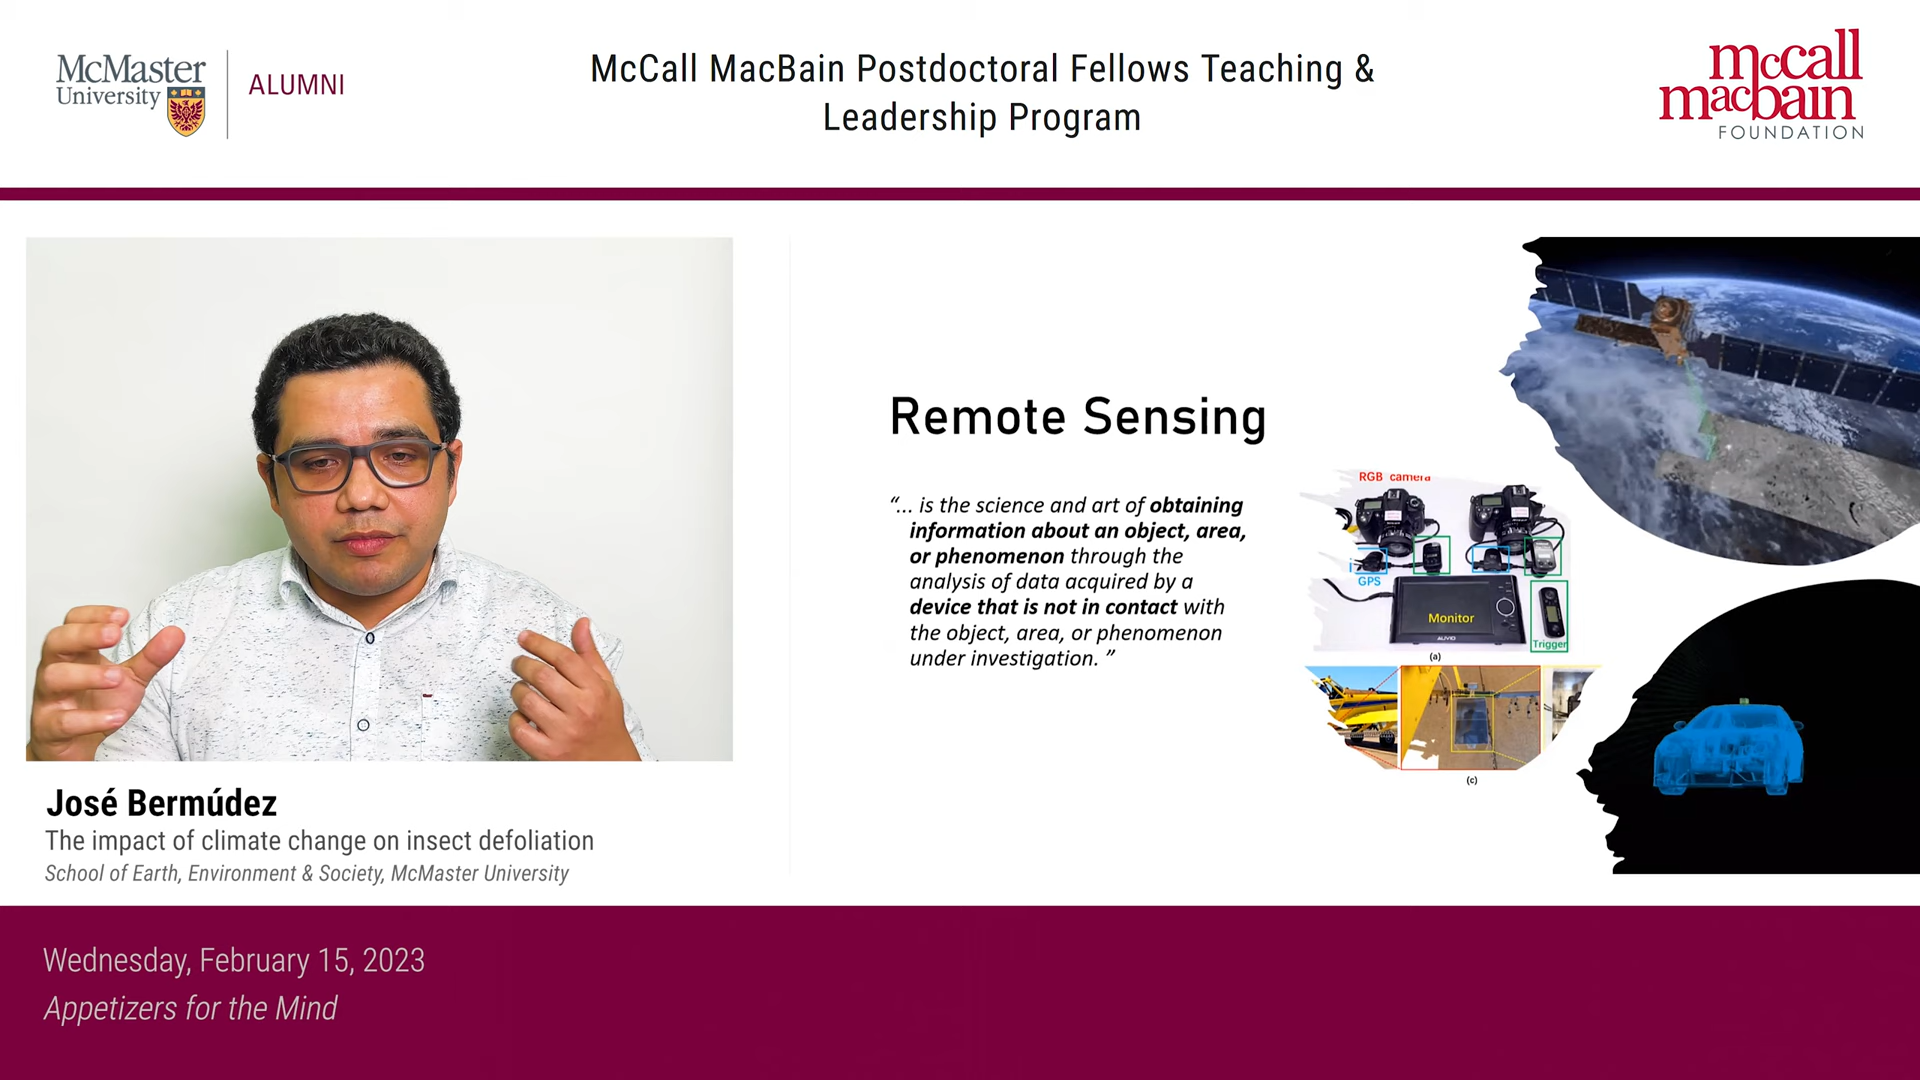 McMaster
University
ALUMNI
McCall MacBain Postdoctoral Fellows Teaching &
Leadership Program
mccall
macbain
FOUNDATION
Remote Sensing
“... is the science and art of obtaining
information about an object, area,
or phenomenon through the
analysis of data acquired by a
device that is not in contact with
the object, area, or phenomenon
under investigation. ”
RGB camera
GPS
Monitor
Trigger
(a)
(c)
José Bermúdez
The impact of climate change on insect defoliation
School of Earth, Environment & Society, McMaster University
Wednesday, February 15, 2023
Appetizers for the Mind